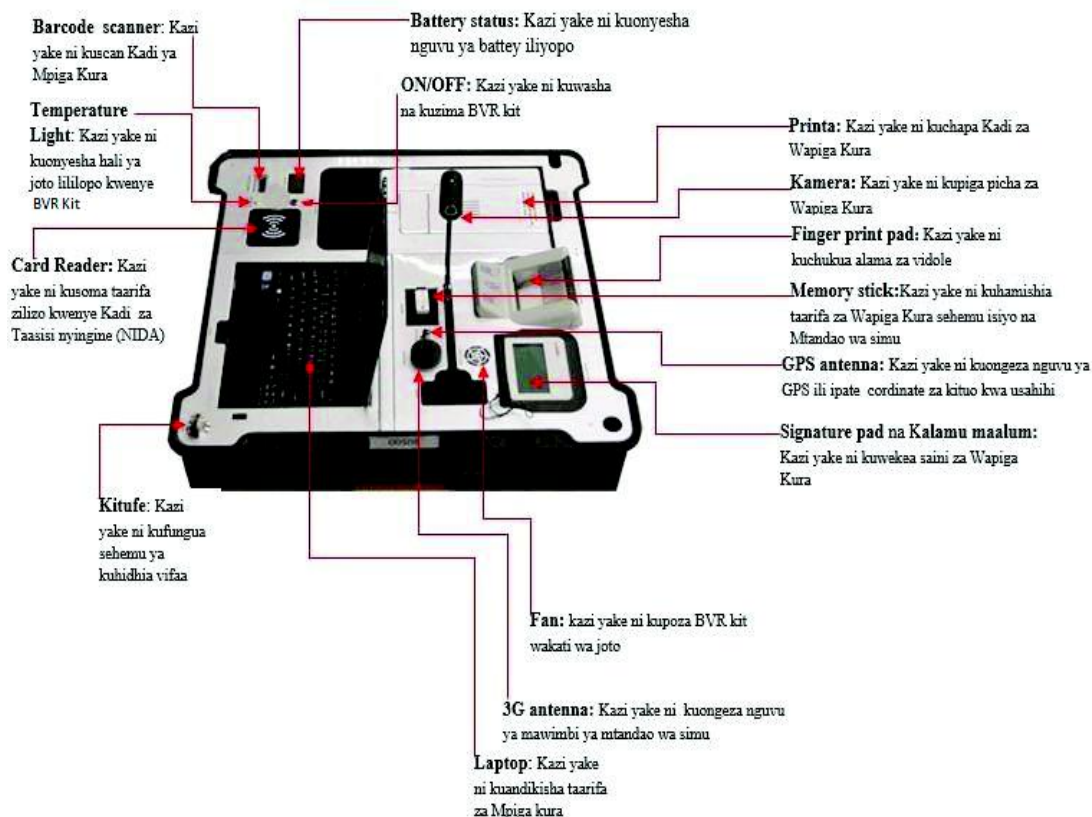 Barcode scanner: Kazi
yake ni kuscan Kadi ya
Mpiga Kura
Battery status: Kazi yake ni kuonyesha
nguvu ya battey iliyopo
Temperature
Light: Kazi yake ni
kuonyesha hali ya
joto lililopo kwenye
BVR Kit
ON/OFF: Kazi yake ni kuwasha
na kuzima BVR kit
Card Reader: Kazi
yake ni kusoma taarifa
zilizo kwenye Kadi za
Taasisi nyingine (NIDA)
Printa: Kazi yake ni kuchapa Kadi za
Wapiga Kura
Kamera: Kazi yake ni kupiga picha za
Wapiga Kura
Finger print pad: Kazi yake ni
kuchukua alama za vidole
Memory stick:Kazi yake ni kuhamishia
taarifa za Wapiga Kura sehemu isiyo na
Mtandao wa simu
GPS antenna: Kazi yake ni kuongeza nguvu ya
GPS ili ipate cordinate za kituo kwa usahihi
Signature pad na Kalamu maalum:
Kazi yake ni kuwekea saini za Wapiga
Kura
Kitufe: Kazi
yake ni kufungua
sehemu ya
kuhidhia vifaa
Fan: kazi yake ni kupoza BVR kit
wakati wa joto
3G antenna: Kazi yake ni kuongeza nguvu
ya mawimbi ya mtandao wa simu
Laptop: Kazi yake
ni kuandikisha taarifa
za Mpiga kura